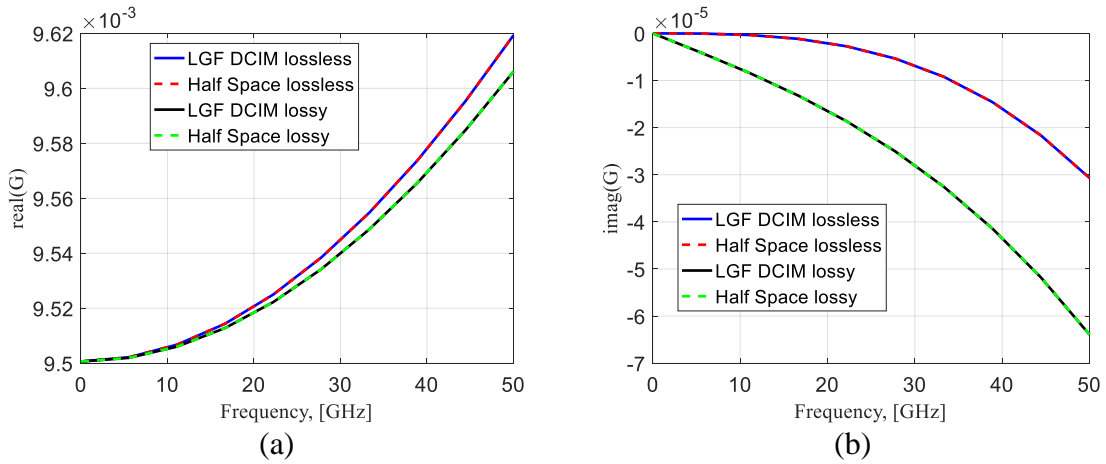 ×10⁻³
9.62
9.6
9.58
9.56
9.54
9.52
9.5
real(G)
LGF DCIM lossless
Half Space lossless
LGF DCIM lossy
Half Space lossy
0 10 20 30 40 50
Frequency, [GHz]
(a)
×10⁻⁵
0
-1
-2
-3
-4
-5
-6
-7
imag(G)
LGF DCIM lossless
Half Space lossless
LGF DCIM lossy
Half Space lossy
0 10 20 30 40 50
Frequency, [GHz]
(b)